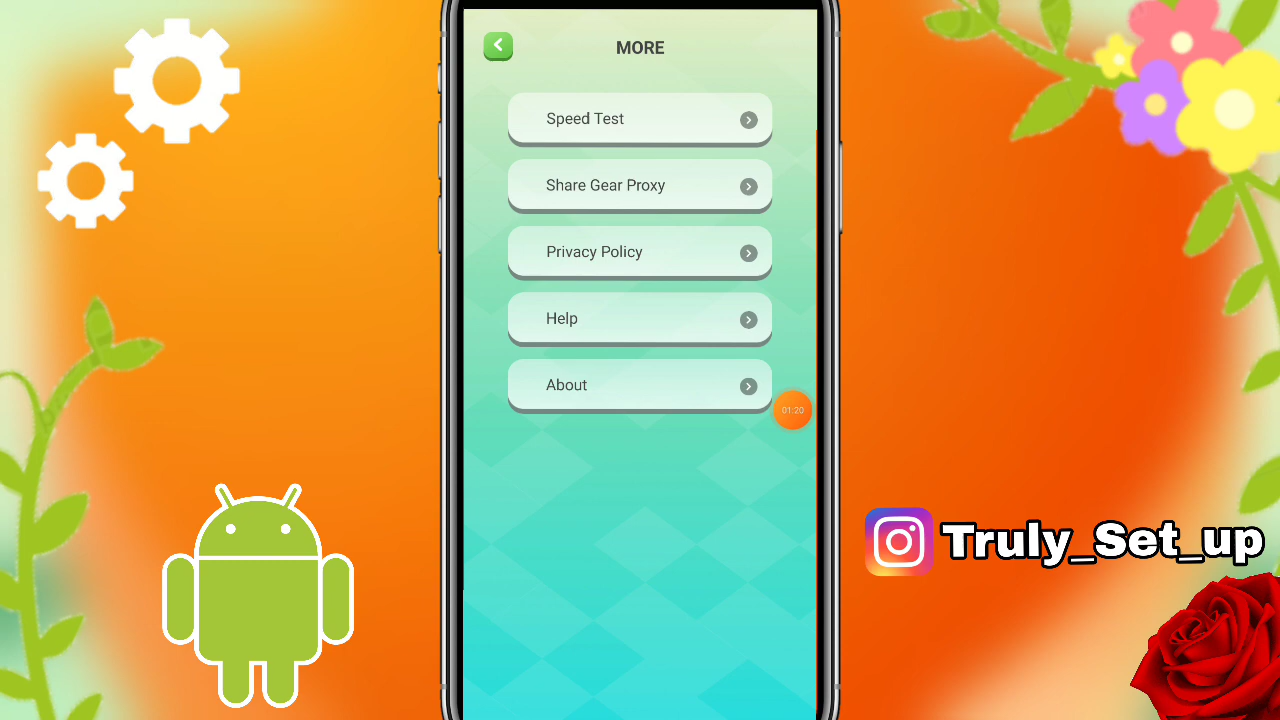 MORE
Speed Test
Share Gear Proxy
Privacy Policy
Help
About
01:20
Truly_Set_up